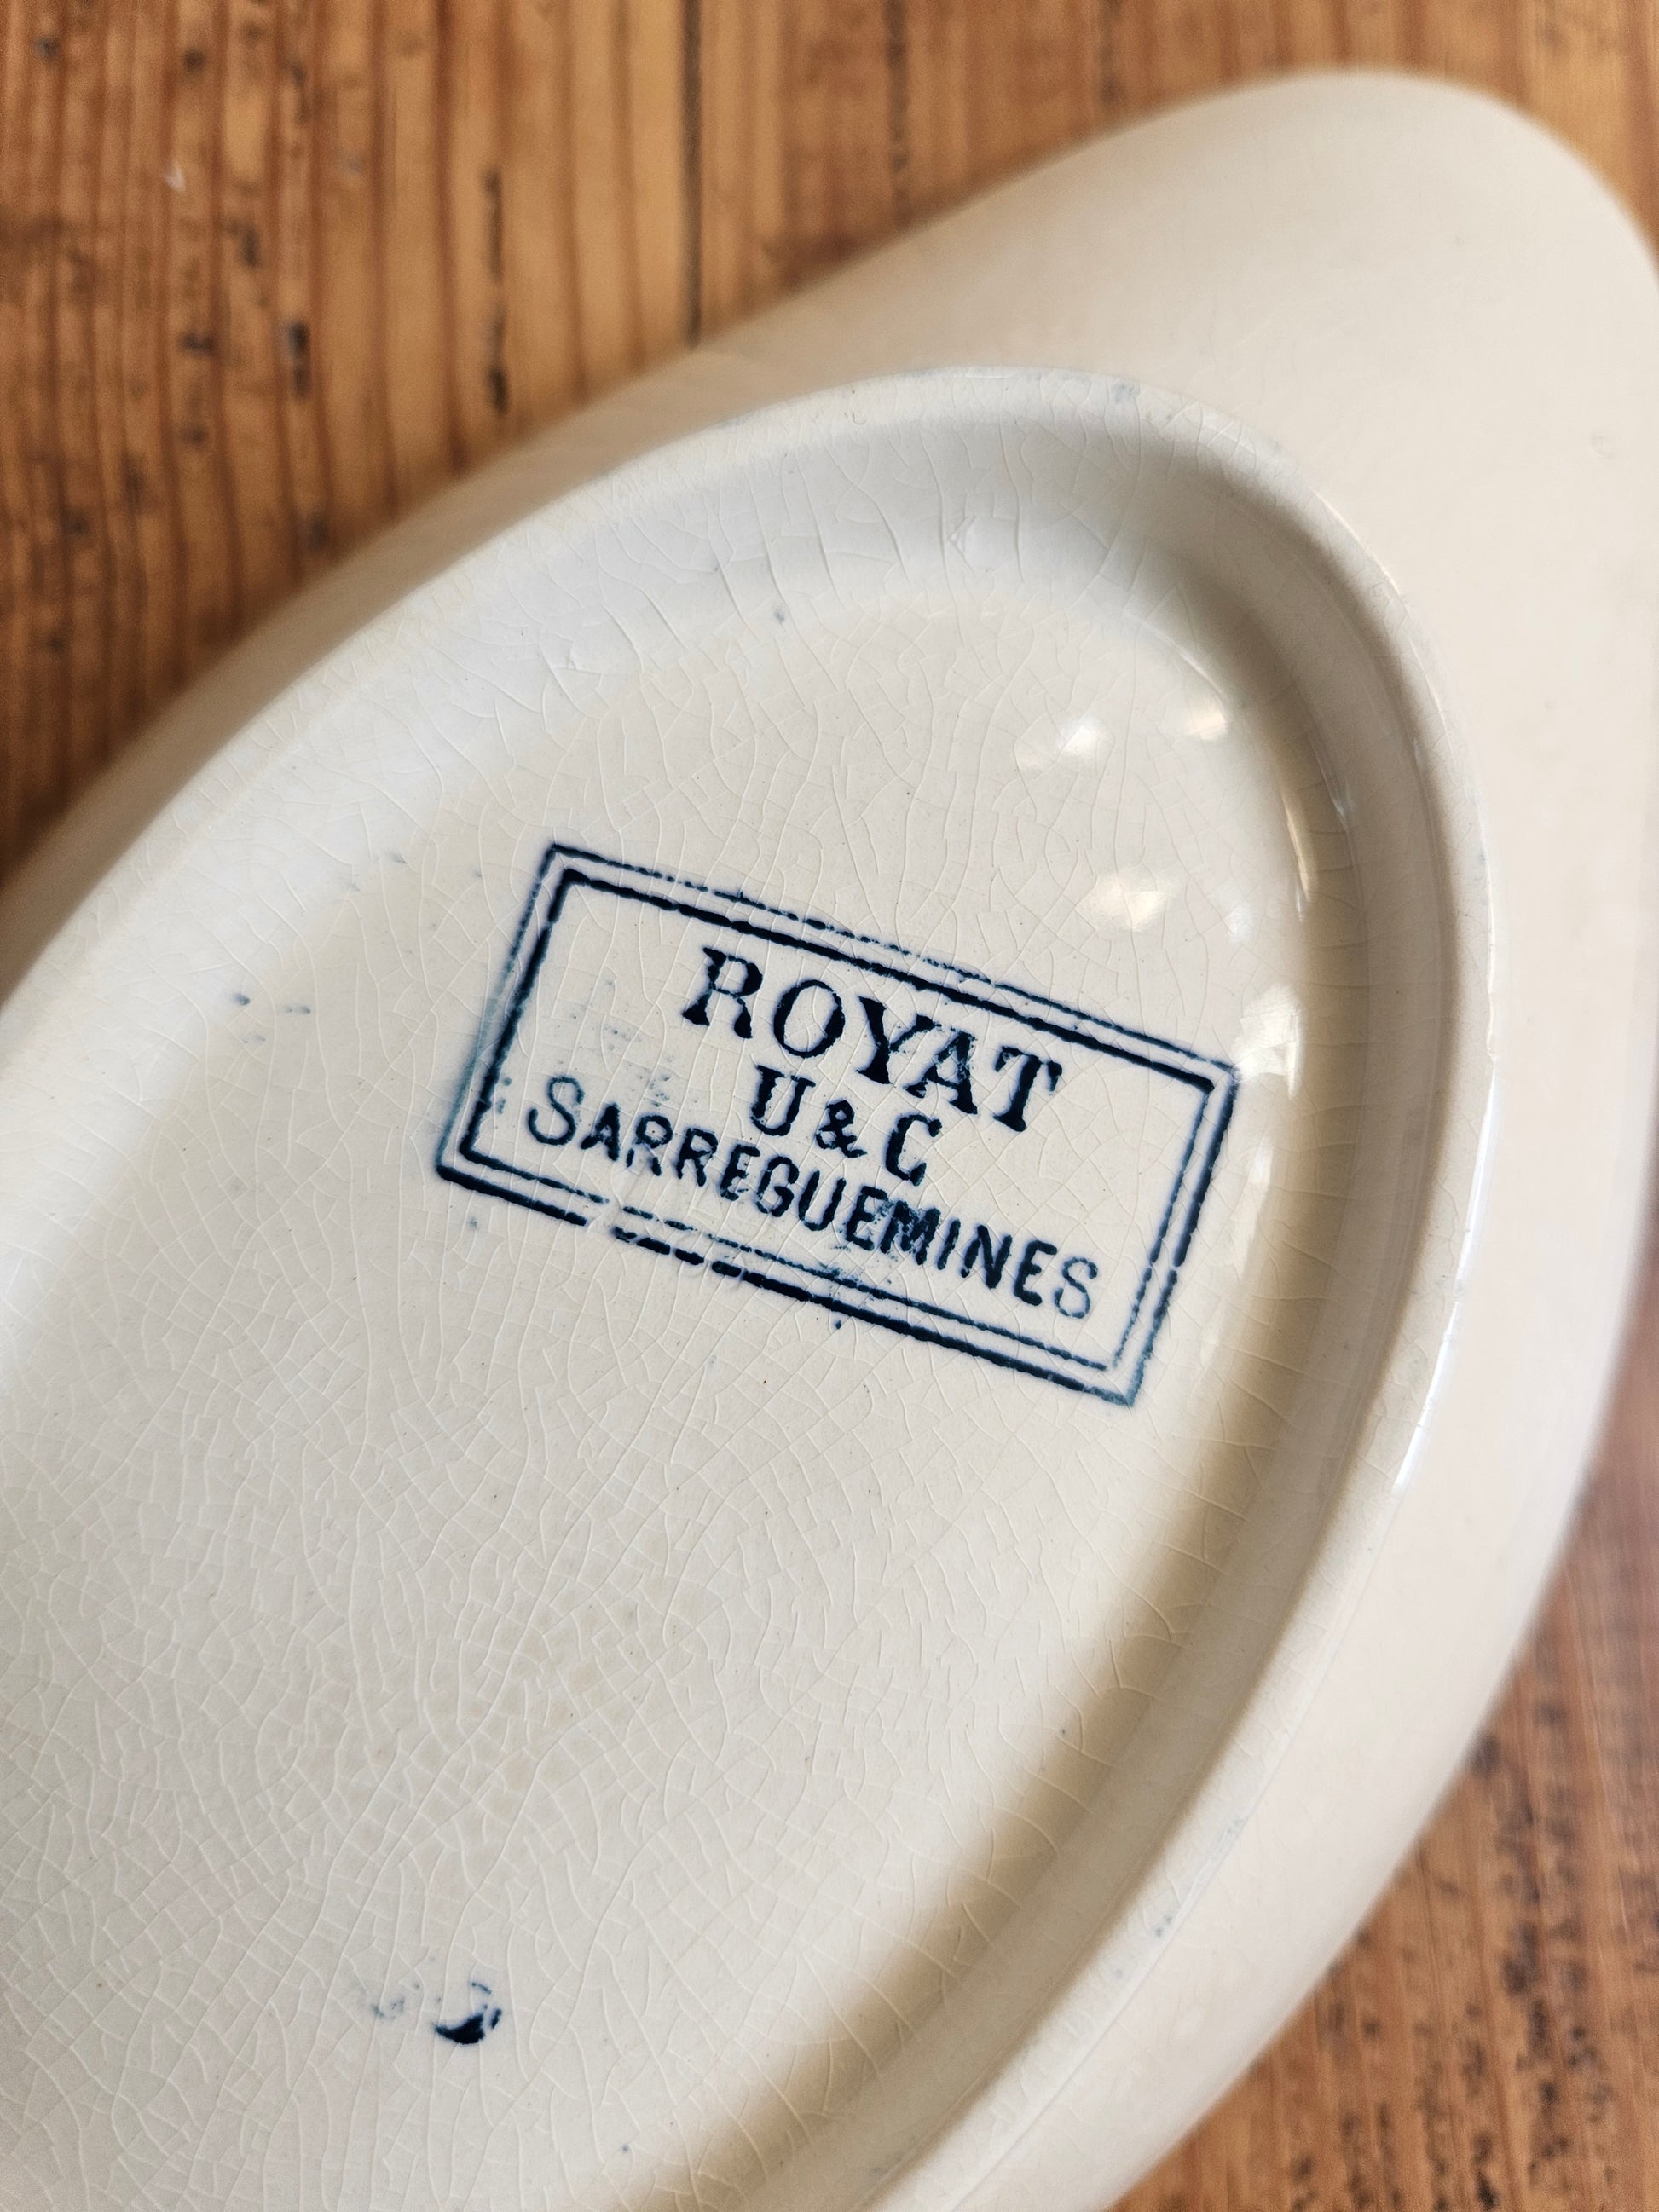 ROYAT
U & C
SARREGUEMINES